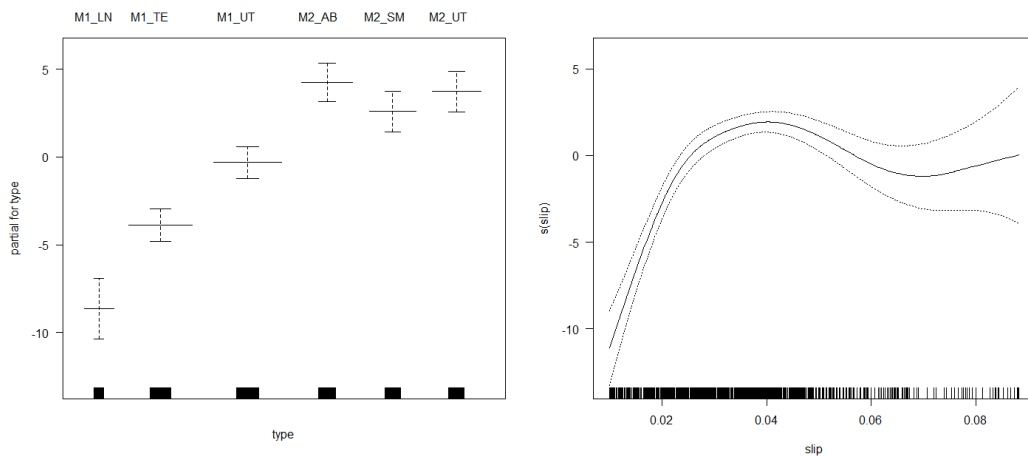 M1_LN M1_TE M1_UT M2_AB M2_SM M2_UT
partial for type
5
0
-5
-10
type
s(slip)
5
0
-5
-10
0.02 0.04 0.06 0.08
slip